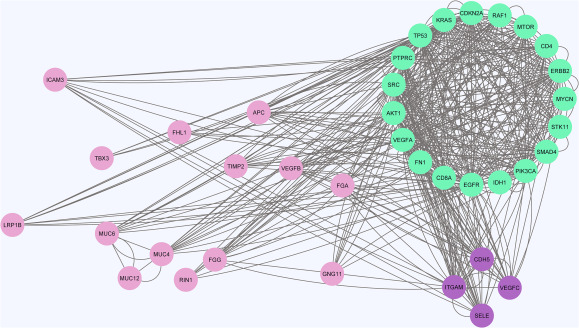 CDKN2A
RAF1
KRAS
MTOR
TP53
CD4
PTPRC
ERBB2
ICAM3
SRC
MYCN
APC
AKT1
STK11
FHL1
VEGFA
SMAD4
TBX3
FN1
TIMP2
VEGFB
PIK3CA
CD8A
IDH1
EGFR
FGA
LRP1B
MUC6
MUC4
FGG
CDH5
GNG11
MUC12
RIN1
ITGAM
VEGFC
SELE